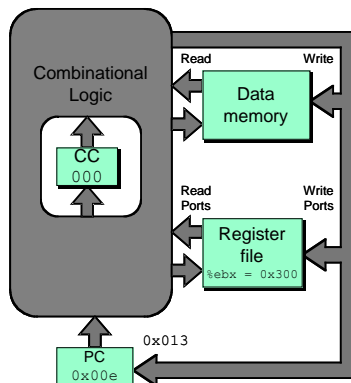 Combinational
Logic
CC
000
Read
Write
Data
memory
Read
Ports
Write
Ports
Register
file
%ebx = 0x300
0x013
PC
0x00e